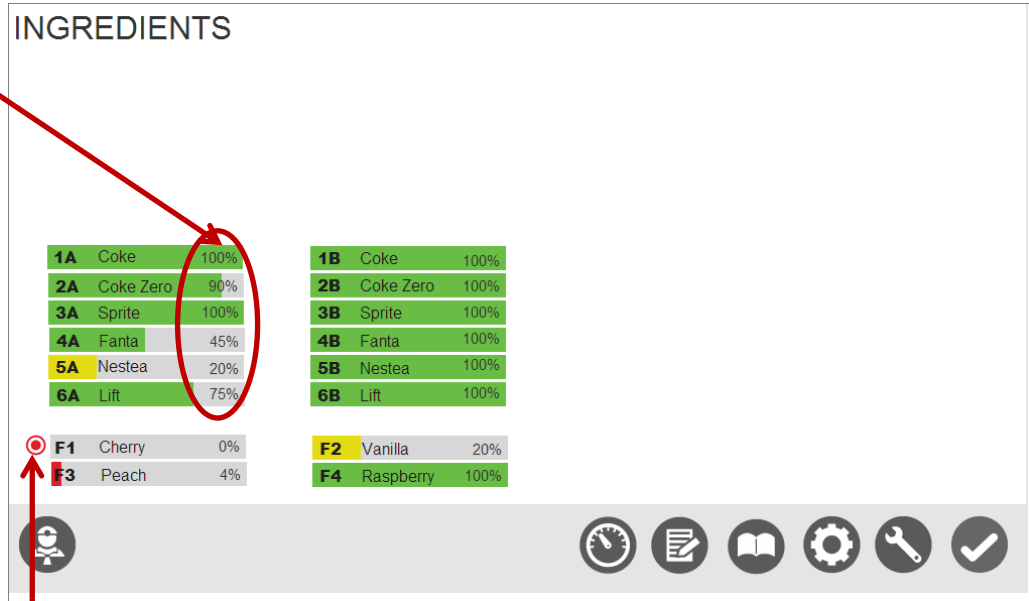 INGREDIENTS
1A Coke 100% 1B Coke 100%
2A Coke Zero 90% 2B Coke Zero 100%
3A Sprite 100% 3B Sprite 100%
4A Fanta 45% 4B Fanta 100%
5A Nestea 20% 5B Nestea 100%
6A Lift 75% 6B Lift 100%
F1 Cherry 0% F2 Vanilla 20%
F3 Peach 4% F4 Raspberry 100%